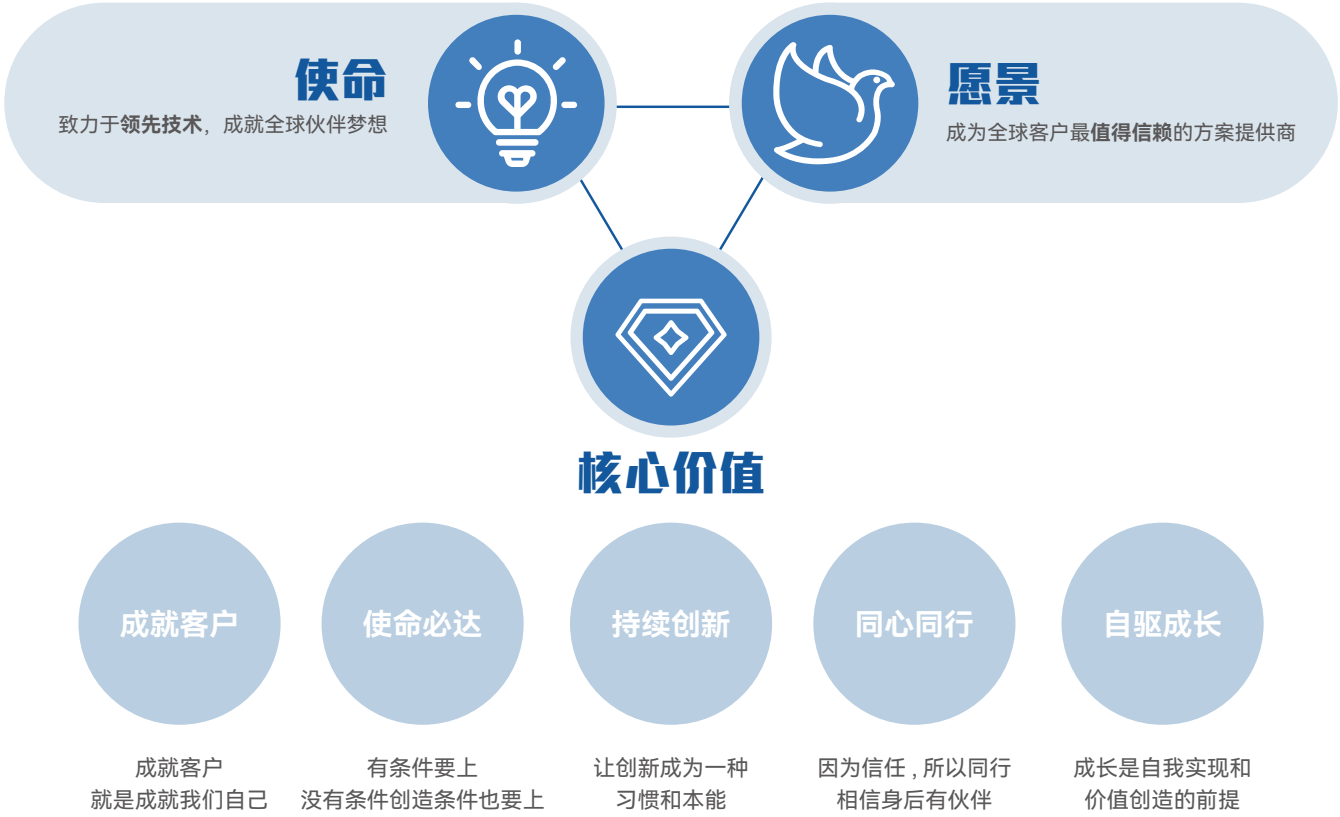 使命
致力于领先技术，成就全球伙伴梦想
愿景
成为全球客户最值得信赖的方案提供商
核心价值
成就客户
使命必达
持续创新
同心同行
自驱成长
成就客户
就是成就我们自己
有条件要上
没有条件创造条件也要上
让创新成为一种
习惯和本能
因为信任 , 所以同行
相信身后有伙伴
成长是自我实现和
价值创造的前提